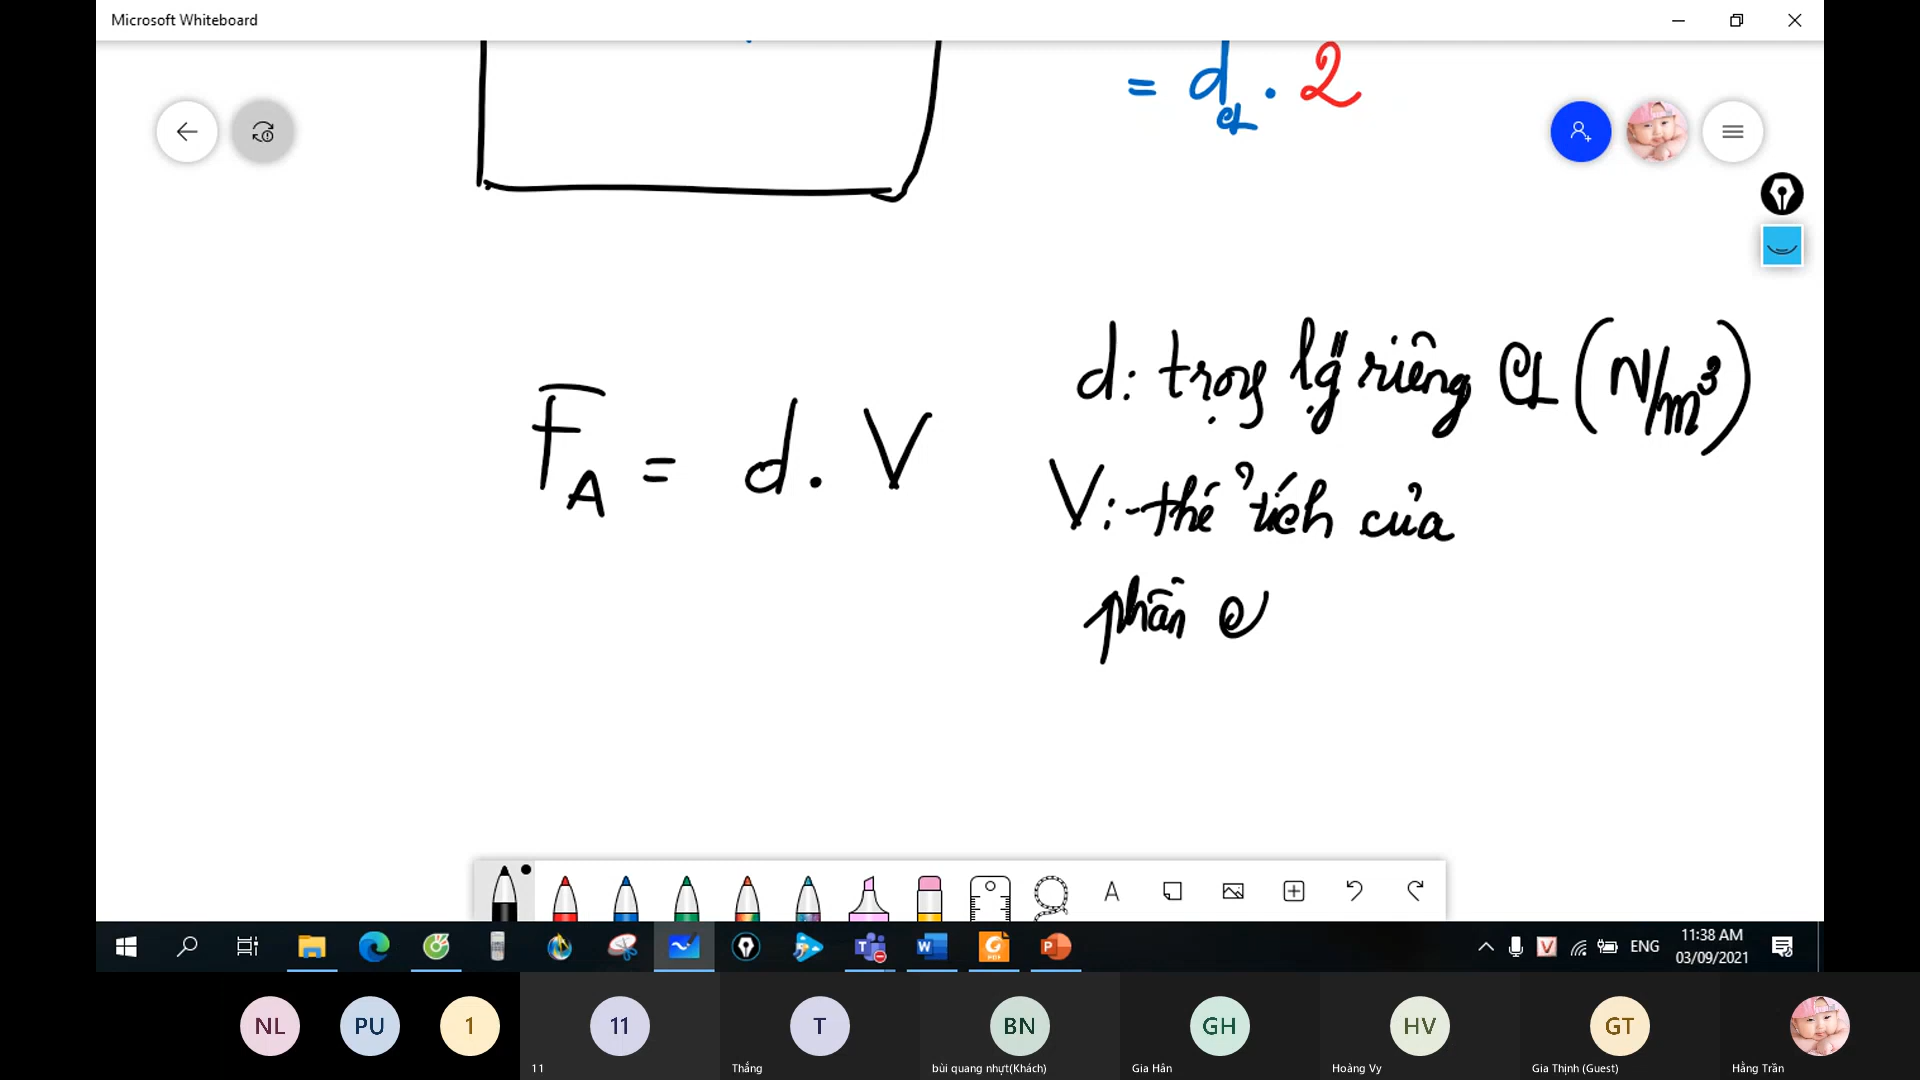 Microsoft Whiteboard
= d . 2
CL
d: trọng lg riêng CL (N/m³)
F_A = d. V
V: thể tích của
phần
A
ENG
11:38 AM
03/09/2021
NL
PU
1
11
T
BN
GH
HV
GT
11
Thắng
bùi quang nhựt(Khách)
Gia Hân
Hoàng Vy
Gia Thịnh (Guest)
Hằng Trần